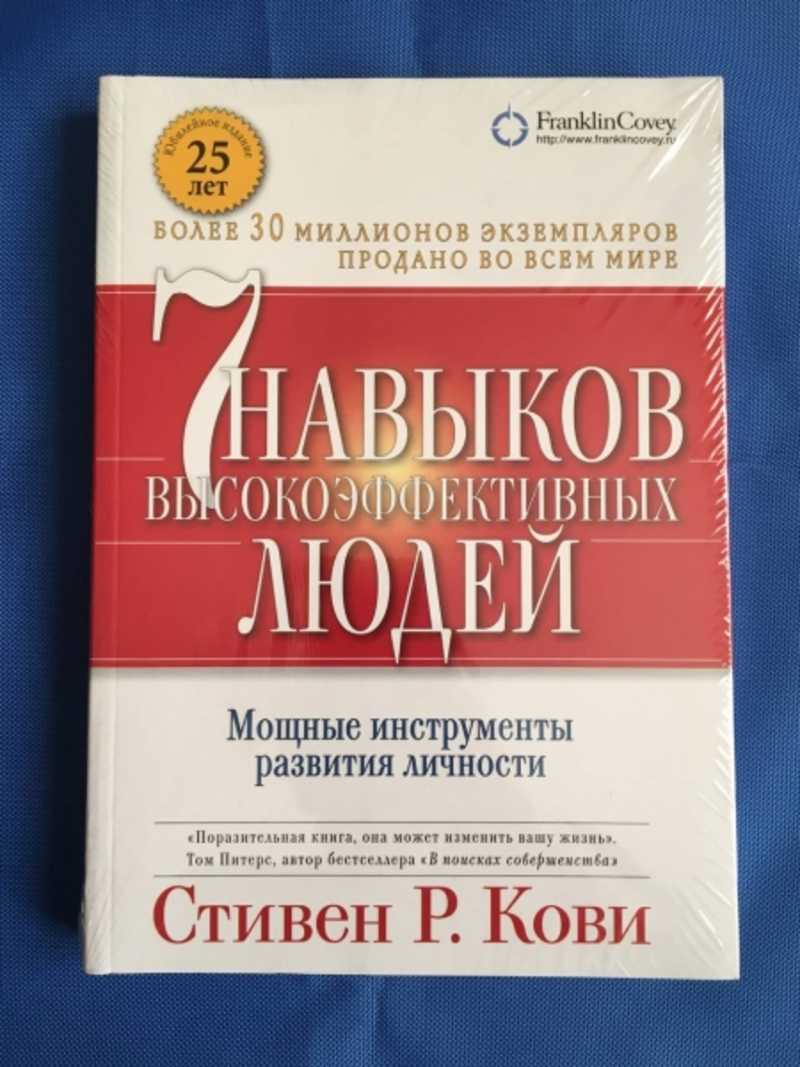 Юбилейное издание
25
лет
FranklinCovey
http://www.franklincovey.ru
БОЛЕЕ 30 МИЛЛИОНОВ ЭКЗЕМПЛЯРОВ
ПРОДАНО ВО ВСЕМ МИРЕ
7 НАВЫКОВ
ВЫСОКОЭФФЕКТИВНЫХ
ЛЮДЕЙ
Мощные инструменты
развития личности
«Поразительная книга, она может изменить вашу жизнь».
Том Питерс, автор бестселлера «В поисках совершенства»
Стивен Р. Кови